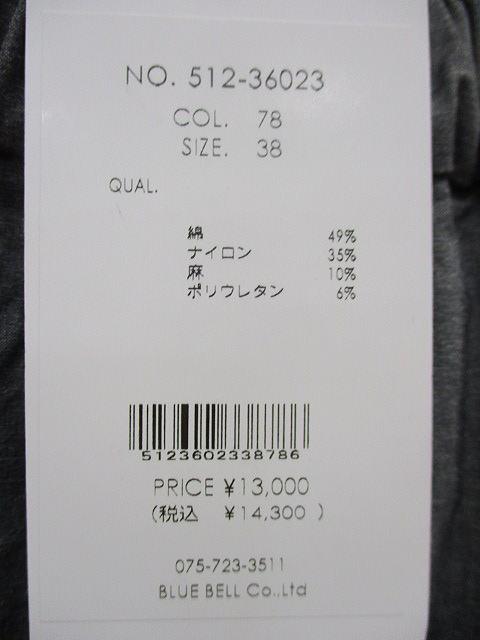 NO. 512-36023
COL. 78
SIZE. 38
QUAL.
綿 49%
ナイロン 35%
麻 10%
ポリウレタン 6%
5123602338786
PRICE ¥13,000
(税込 ¥14,300 )
075-723-3511
BLUE BELL Co.,Ltd